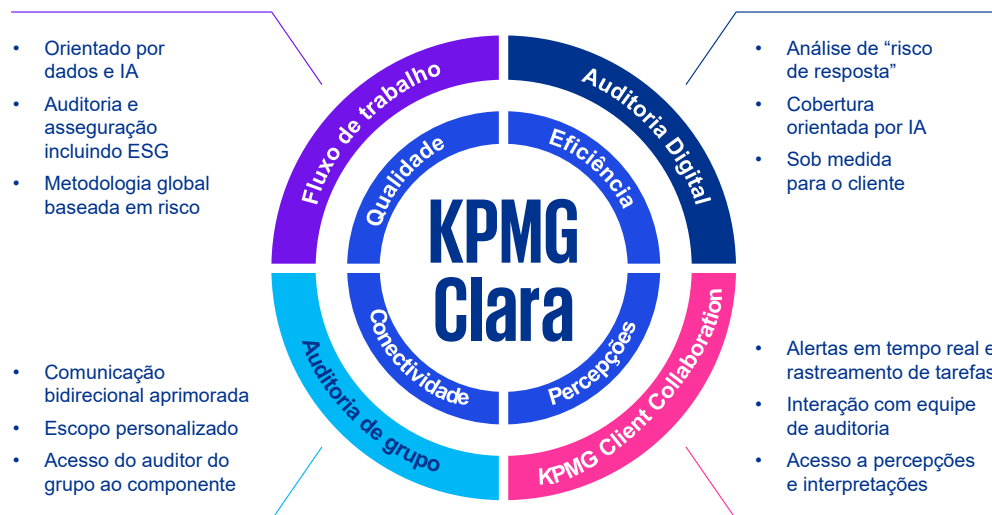 • Orientado por
dados e IA
• Auditoria e
asseguração
incluindo ESG
• Metodologia global
baseada em risco
Fluxo de trabalho
Auditoria Digital
• Análise de “risco
de resposta”
• Cobertura
orientada por IA
• Sob medida
para o cliente
Qualidade
Eficiência
KPMG
Clara
Conectividade
Percepções
• Comunicação
bidirecional aprimorada
• Escopo personalizado
• Acesso do auditor do
grupo ao componente
Auditoria de grupo
KPMG Client Collaboration
• Alertas em tempo real e
rastreamento de tarefas
• Interação com equipe
de auditoria
• Acesso a percepções
e interpretações